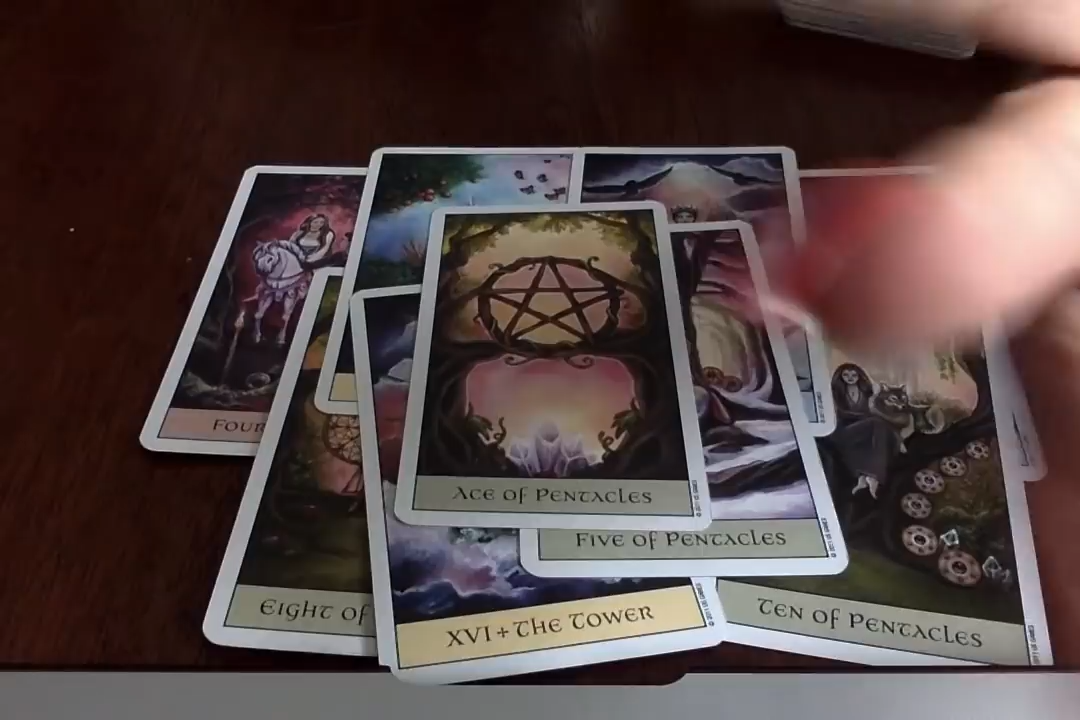 FOUR
ACE OF PENTACLES
FIVE OF PENTACLES
EIGHT OF
XVI + THE TOWER
TEN OF PENTACLES